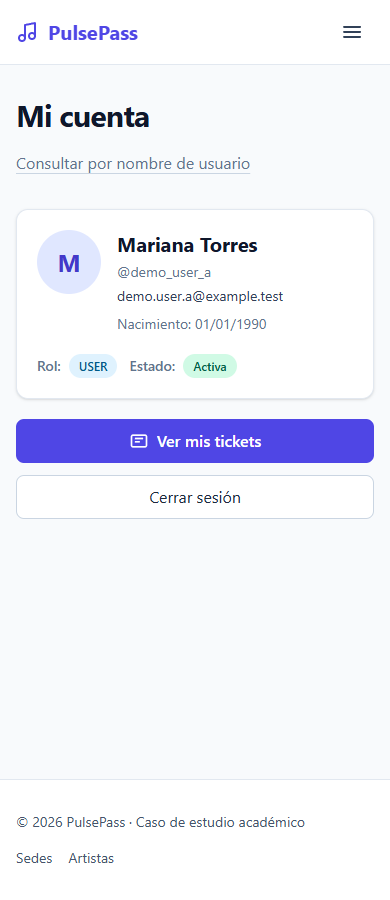 PulsePass
Mi cuenta
Consultar por nombre de usuario
M
Mariana Torres
@demo_user_a
demo.user.a@example.test
Nacimiento: 01/01/1990
Rol: USER Estado: Activa
Ver mis tickets
Cerrar sesión
© 2026 PulsePass · Caso de estudio académico
Sedes Artistas